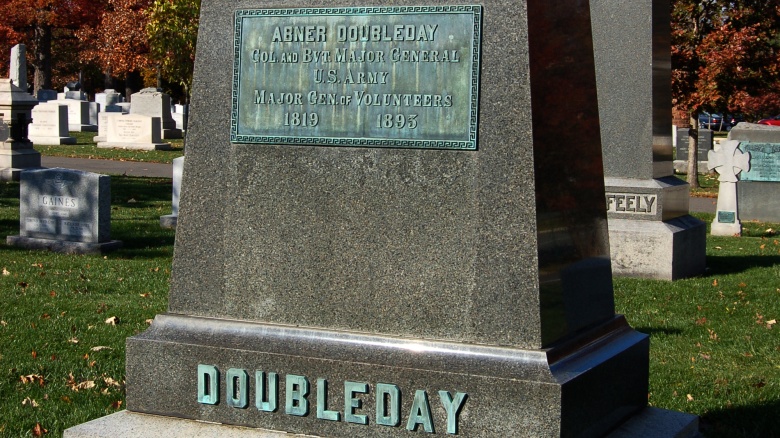 ABNER DOUBLEDAY
COL. AND BVT. MAJOR GENERAL
U.S. ARMY
MAJOR GEN. OF VOLUNTEERS
1819 1893
DOUBLEDAY
GAINES
FEELY